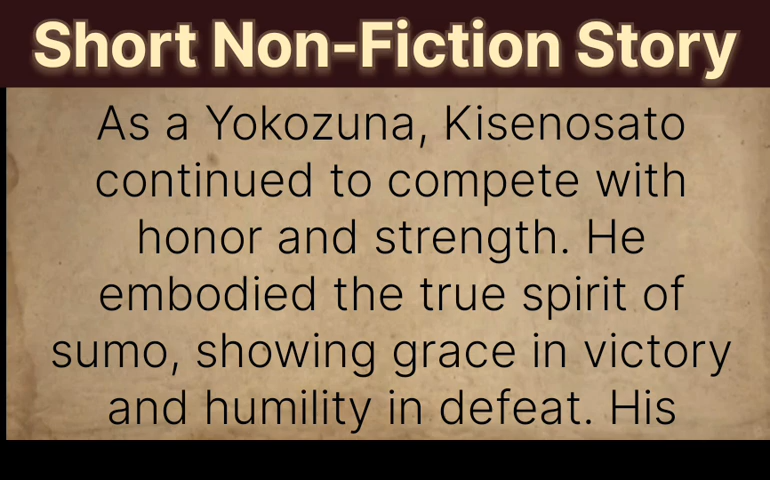 Short Non-Fiction Story
As a Yokozuna, Kisenosato
continued to compete with
honor and strength. He
embodied the true spirit of
sumo, showing grace in victory
and humility in defeat. His